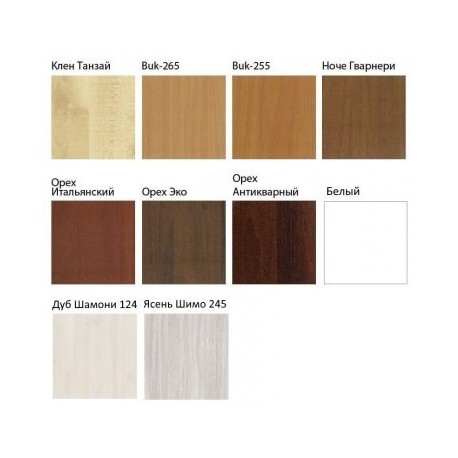 Клен Танзай
Buk-265
Buk-255
Ноче Гварнери
Орех
Итальянский
Орех Эко
Орех
Антикварный
Белый
Дуб Шамони 124
Ясень Шимо 245